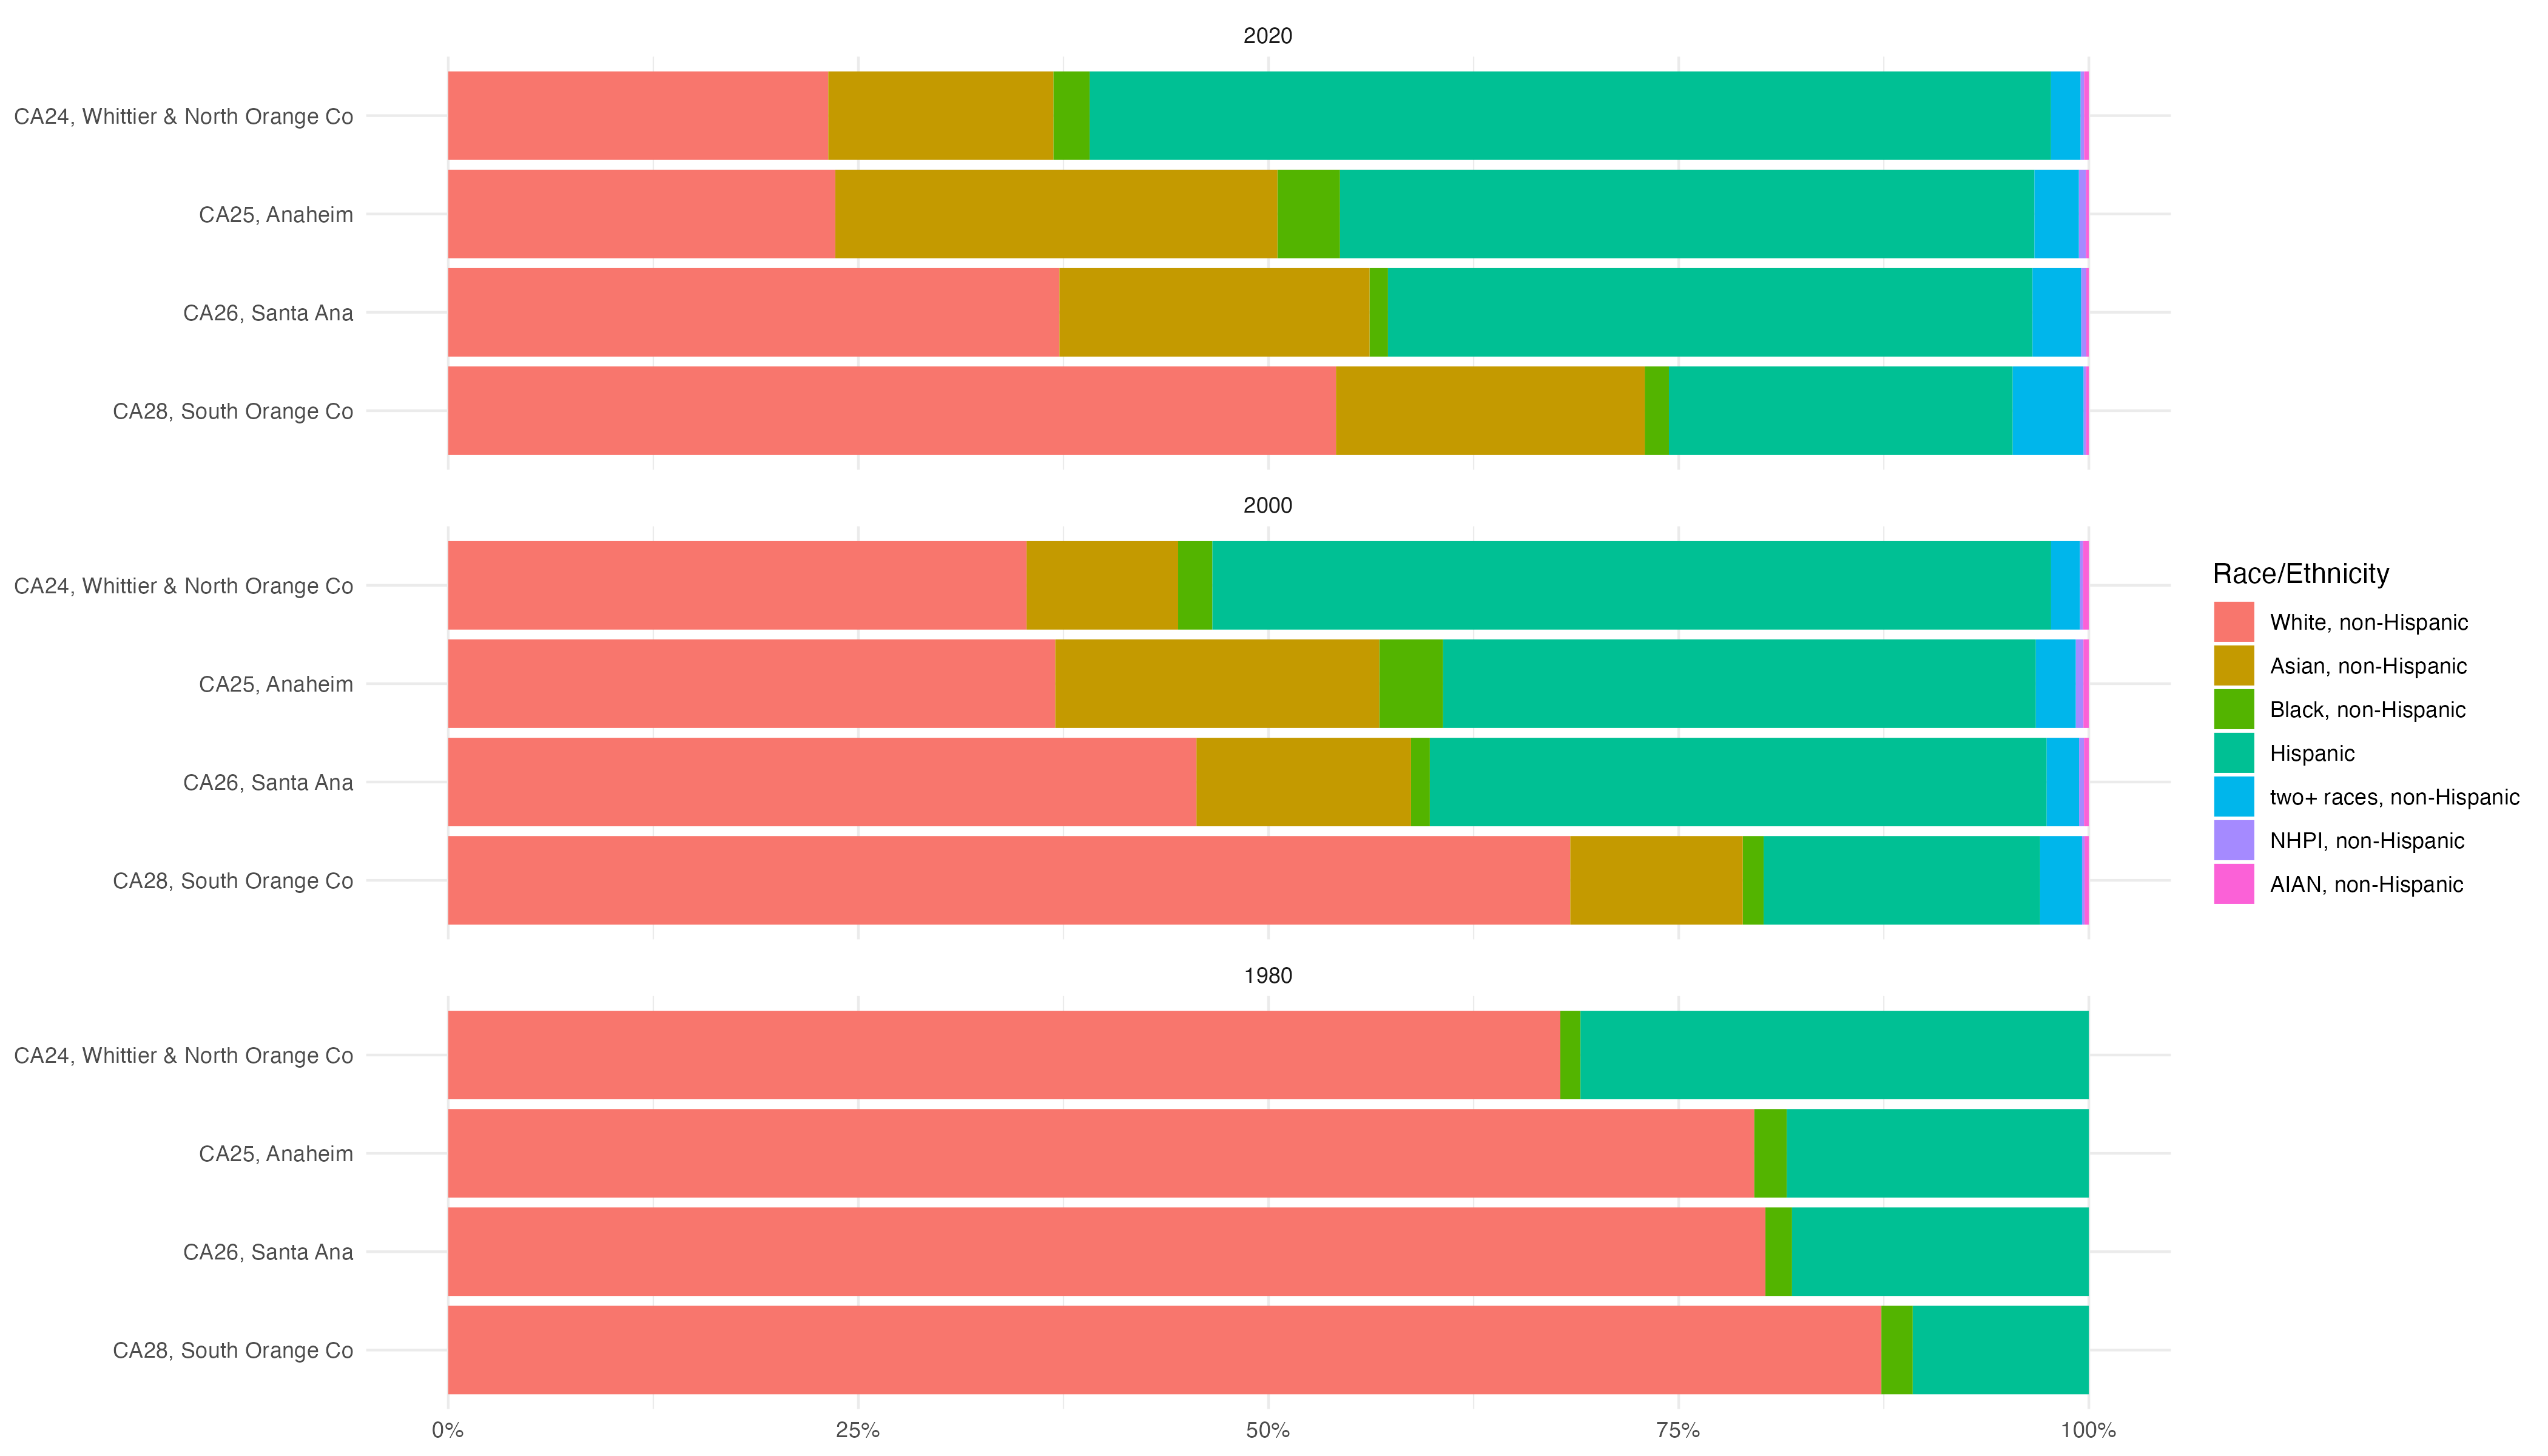 2020
CA24, Whittier & North Orange Co
CA25, Anaheim
CA26, Santa Ana
CA28, South Orange Co
2000
CA24, Whittier & North Orange Co
CA25, Anaheim
CA26, Santa Ana
CA28, South Orange Co
1980
CA24, Whittier & North Orange Co
CA25, Anaheim
CA26, Santa Ana
CA28, South Orange Co
0% 25% 50% 75% 100%
Race/Ethnicity
White, non-Hispanic
Asian, non-Hispanic
Black, non-Hispanic
Hispanic
two+ races, non-Hispanic
NHPI, non-Hispanic
AIAN, non-Hispanic